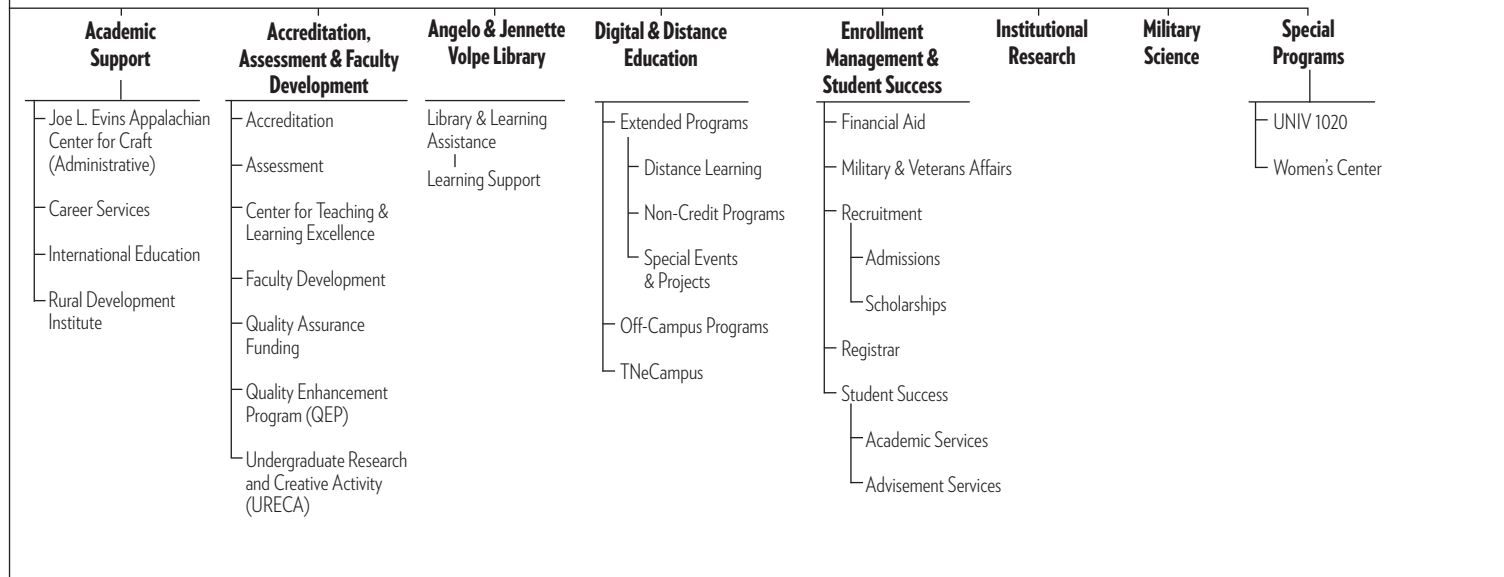 Academic
Support
Joe L. Evins Appalachian
Center for Craft
(Administrative)
Career Services
International Education
Rural Development
Institute
Accreditation,
Assessment & Faculty
Development
Accreditation
Assessment
Center for Teaching &
Learning Excellence
Faculty Development
Quality Assurance
Funding
Quality Enhancement
Program (QEP)
Undergraduate Research
and Creative Activity
(URECA)
Angelo & Jennette
Volpe Library
Library & Learning
Assistance
Learning Support
Digital & Distance
Education
Extended Programs
Distance Learning
Non-Credit Programs
Special Events
& Projects
Off-Campus Programs
TNeCampus
Enrollment
Management &
Student Success
Financial Aid
Military & Veterans Affairs
Recruitment
Admissions
Scholarships
Registrar
Student Success
Academic Services
Advisement Services
Institutional
Research
Military
Science
Special
Programs
UNIV 1020
Women's Center